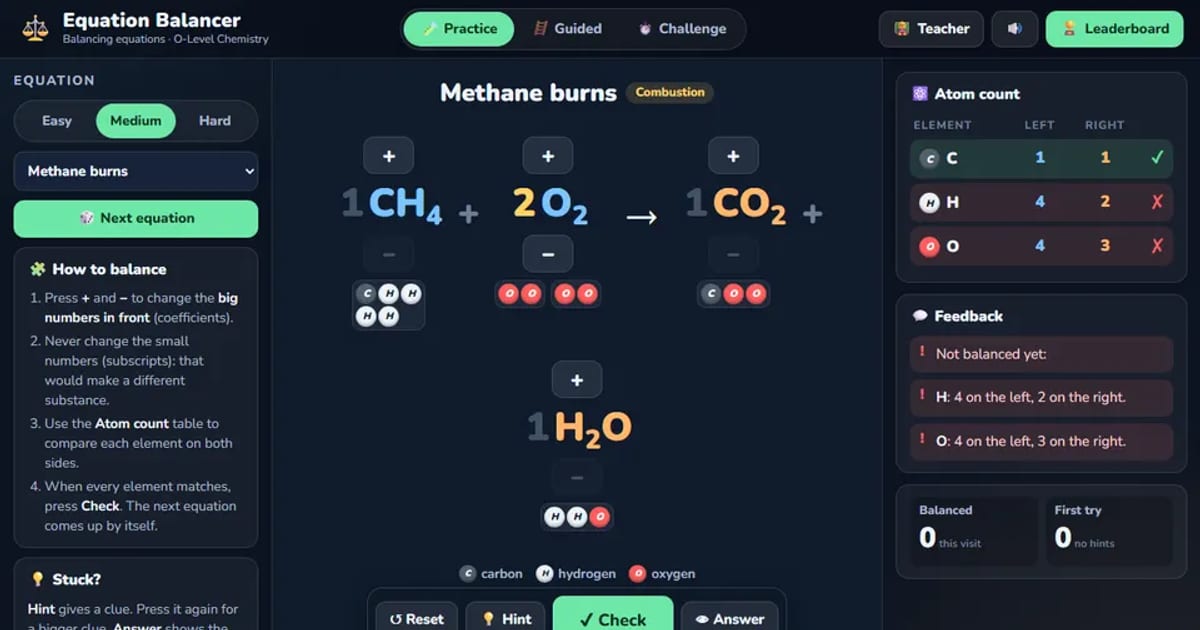 Equation Balancer
Balancing equations · O-Level Chemistry
Practice
Guided
Challenge
Teacher
Leaderboard
EQUATION
Easy
Medium
Hard
Methane burns
Next equation
How to balance
1. Press + and − to change the big
numbers in front (coefficients).
2. Never change the small
numbers (subscripts): that
would make a different
substance.
3. Use the Atom count table to
compare each element on both
sides.
4. When every element matches,
press Check. The next equation
comes up by itself.
Stuck?
Hint gives a clue. Press it again for
a bigger clue. Answer shows the
Methane burns Combustion
+ + +
1 CH₄ + 2 O₂ → 1 CO₂ +
− − −
C H H O O O O C O O
H H
+
1 H₂O
−
H H O
C carbon H hydrogen O oxygen
↺ Reset
Hint
✓ Check
Answer
Atom count
ELEMENT LEFT RIGHT
C C 1 1 ✓
H H 4 2 ✗
O O 4 3 ✗
Feedback
! Not balanced yet:
! H: 4 on the left, 2 on the right.
! O: 4 on the left, 3 on the right.
Balanced
0 this visit
First try
0 no hints